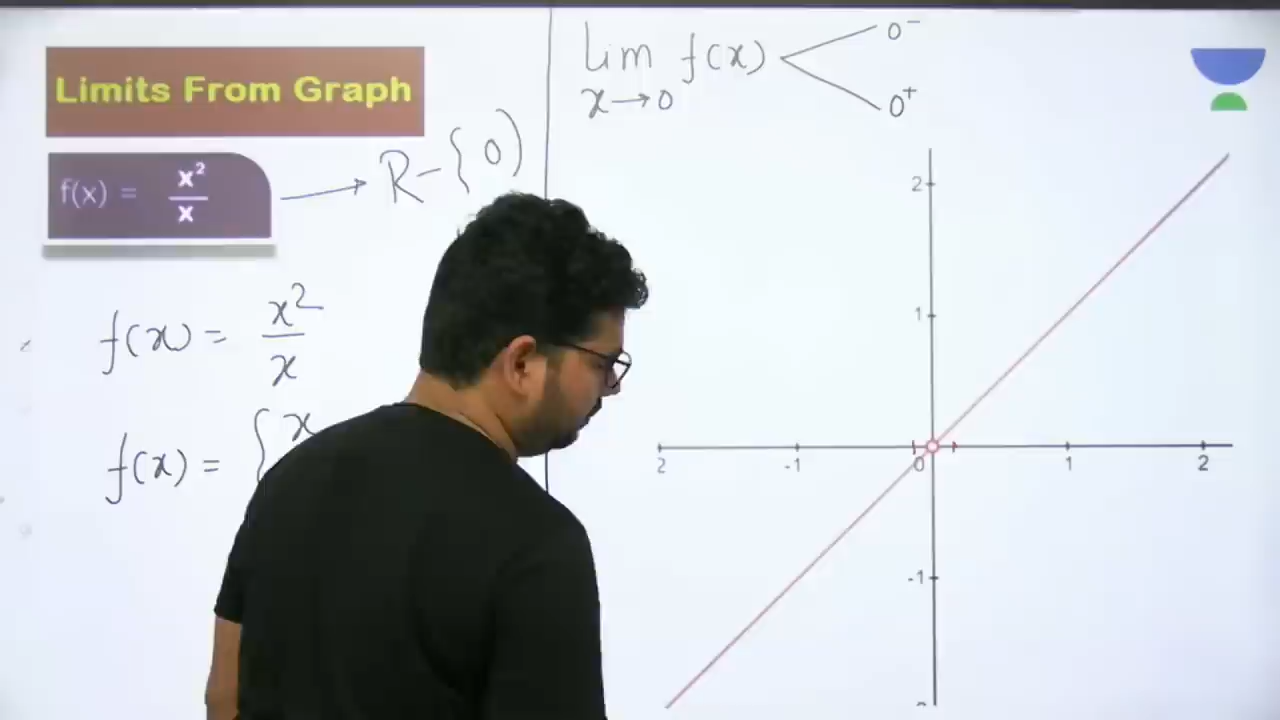 Limits From Graph
f(x) = x²/x → R-{0}
f(x) = x²/x
f(x) = {x
lim f(x) 0⁻
x→0 0⁺
2
1
2 -1 0 1 2
-1